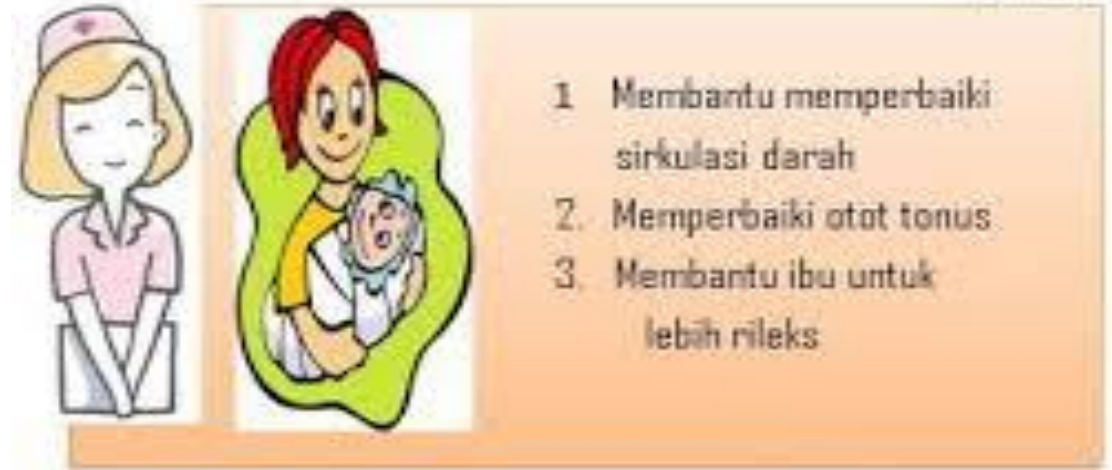 1 Membantu memperbaiki
sirkulasi darah
2. Memperbaiki otot tonus
3. Membantu ibu untuk
lebih rileks